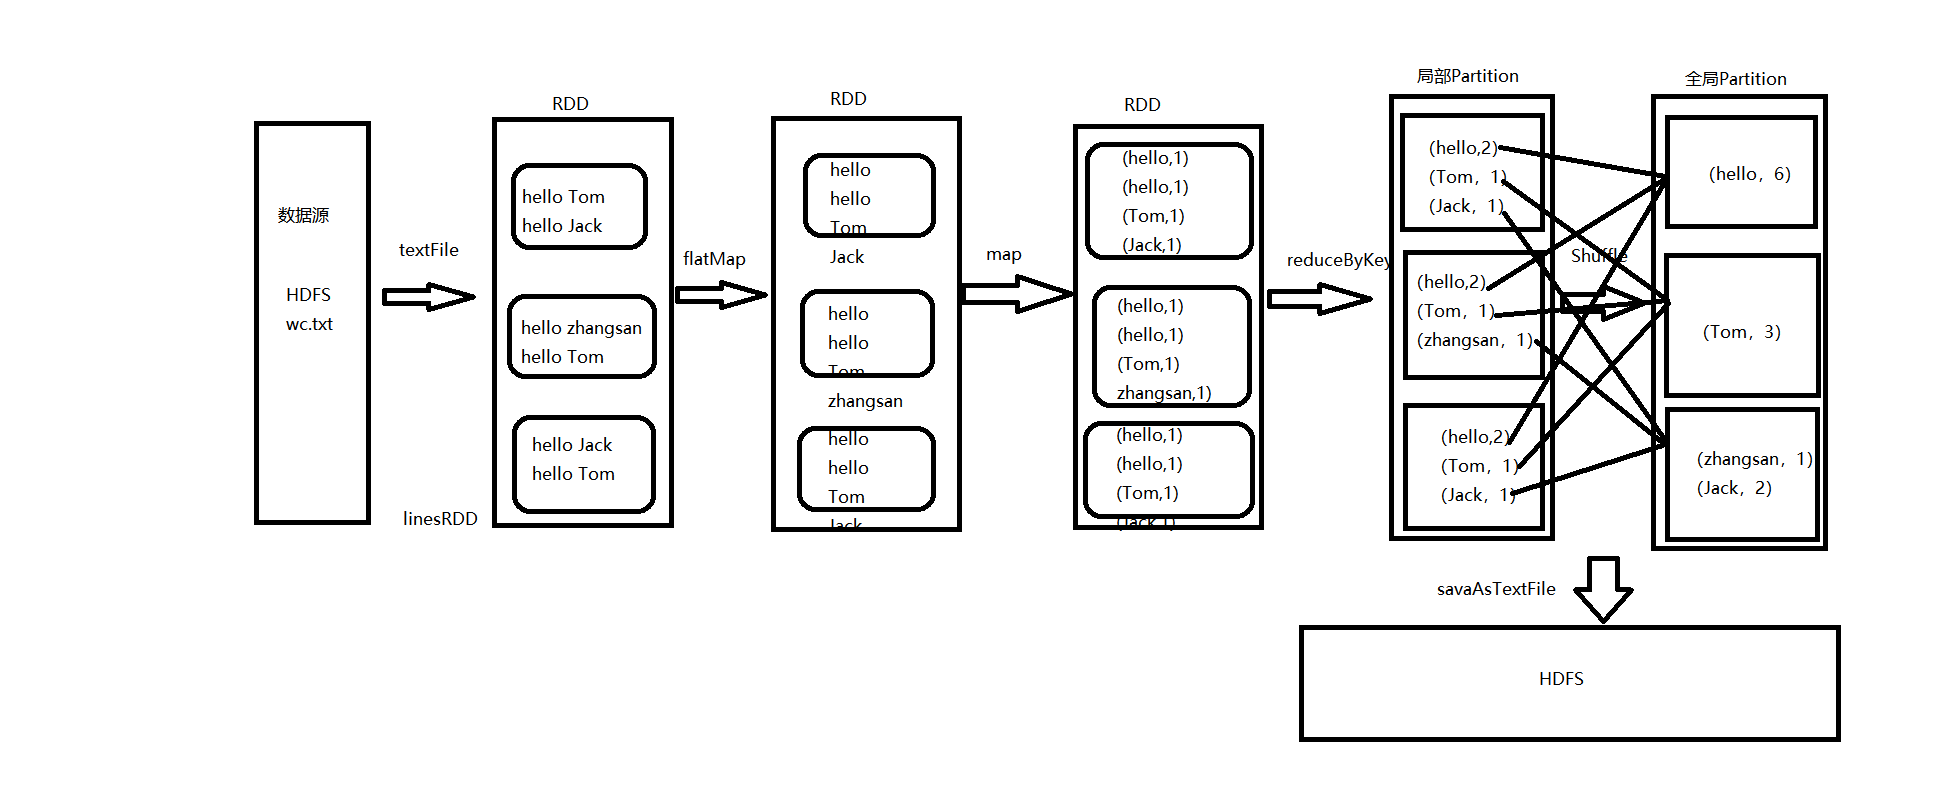 数据源
HDFS
wc.txt
textFile
linesRDD
RDD
hello Tom
hello Jack
hello zhangsan
hello Tom
hello Jack
hello Tom
flatMap
RDD
hello
hello
Tom
Jack
hello
hello
Tom
zhangsan
hello
hello
Tom
Jack
map
RDD
(hello,1)
(hello,1)
(Tom,1)
(Jack,1)
(hello,1)
(hello,1)
(Tom,1)
zhangsan,1)
(hello,1)
(hello,1)
(Tom,1)
(Jack,1)
reduceByKey
局部Partition
(hello,2)
(Tom，1)
(Jack，1)
(hello,2)
(Tom，1)
(zhangsan，1)
(hello,2)
(Tom，1)
(Jack，1)
Shuffle
全局Partition
(hello，6)
(Tom，3)
(zhangsan，1)
(Jack，2)
savaAsTextFile
HDFS